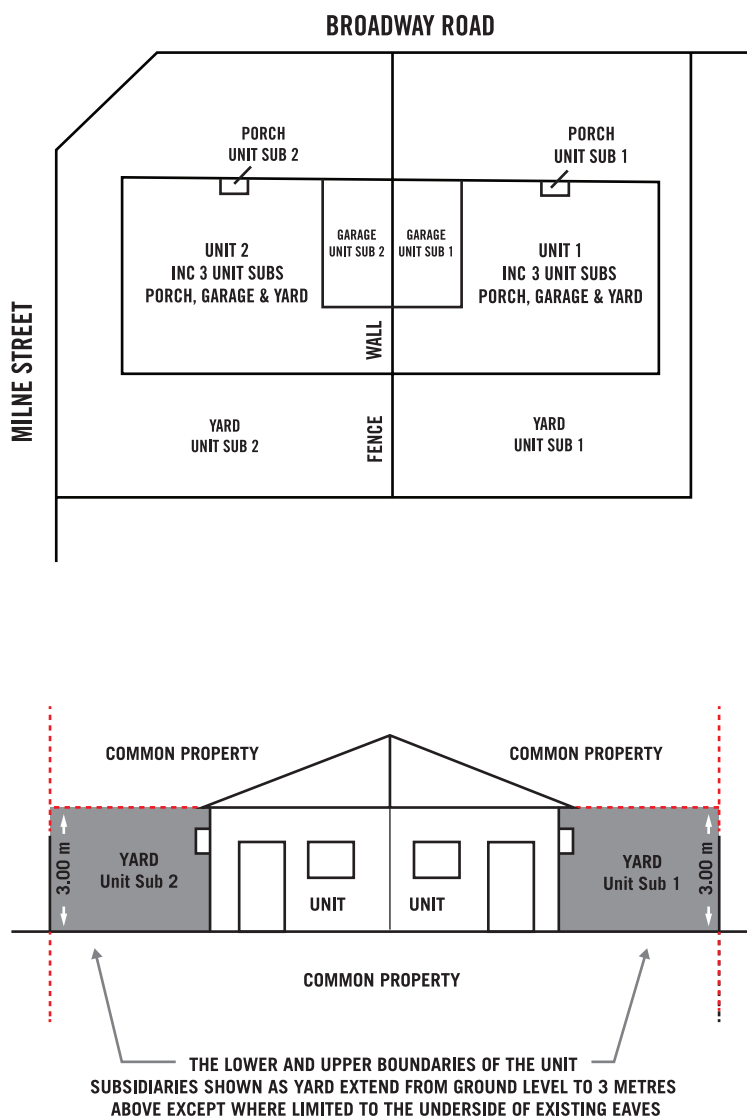 BROADWAY ROAD
PORCH
UNIT SUB 2
PORCH
UNIT SUB 1
GARAGE
UNIT SUB 2
GARAGE
UNIT SUB 1
UNIT 2
INC 3 UNIT SUBS
PORCH, GARAGE & YARD
UNIT 1
INC 3 UNIT SUBS
PORCH, GARAGE & YARD
MILNE STREET
WALL
FENCE
YARD
UNIT SUB 2
YARD
UNIT SUB 1
COMMON PROPERTY
COMMON PROPERTY
3.00 m
YARD
Unit Sub 2
UNIT
UNIT
YARD
Unit Sub 1
3.00 m
COMMON PROPERTY
THE LOWER AND UPPER BOUNDARIES OF THE UNIT
SUBSIDIARIES SHOWN AS YARD EXTEND FROM GROUND LEVEL TO 3 METRES
ABOVE EXCEPT WHERE LIMITED TO THE UNDERSIDE OF EXISTING EAVES